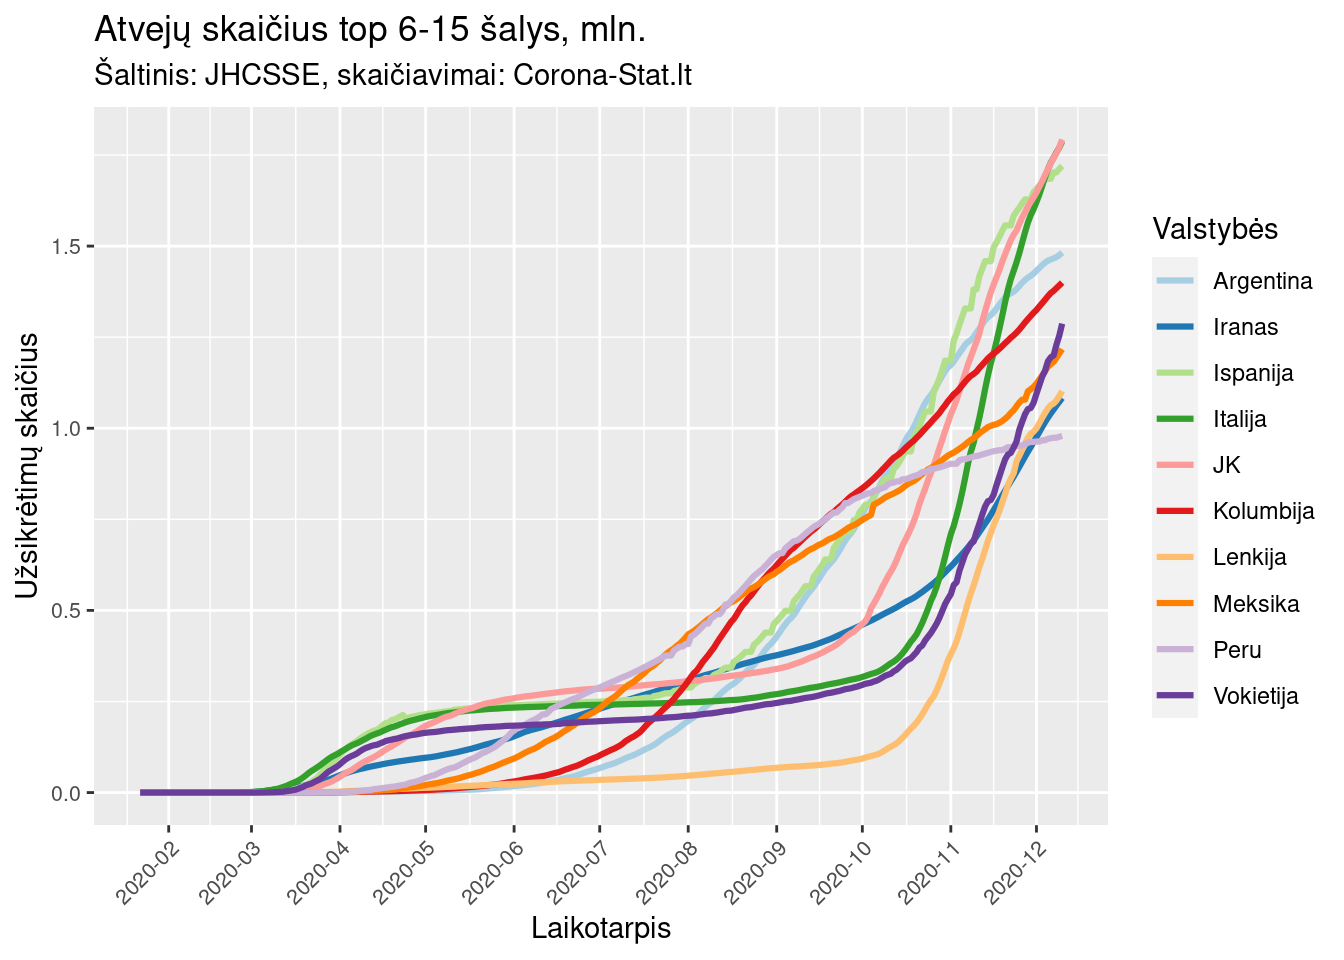 Atvejų skaičius top 6-15 šalys, mln.
Šaltinis: JHCSSE, skaičiavimai: Corona-Stat.lt
Užsikrėtimų skaičius
1.5
1.0
0.5
0.0
2020-02
2020-03
2020-04
2020-05
2020-06
2020-07
2020-08
2020-09
2020-10
2020-11
2020-12
Laikotarpis
Valstybės
Argentina
Iranas
Ispanija
Italija
JK
Kolumbija
Lenkija
Meksika
Peru
Vokietija